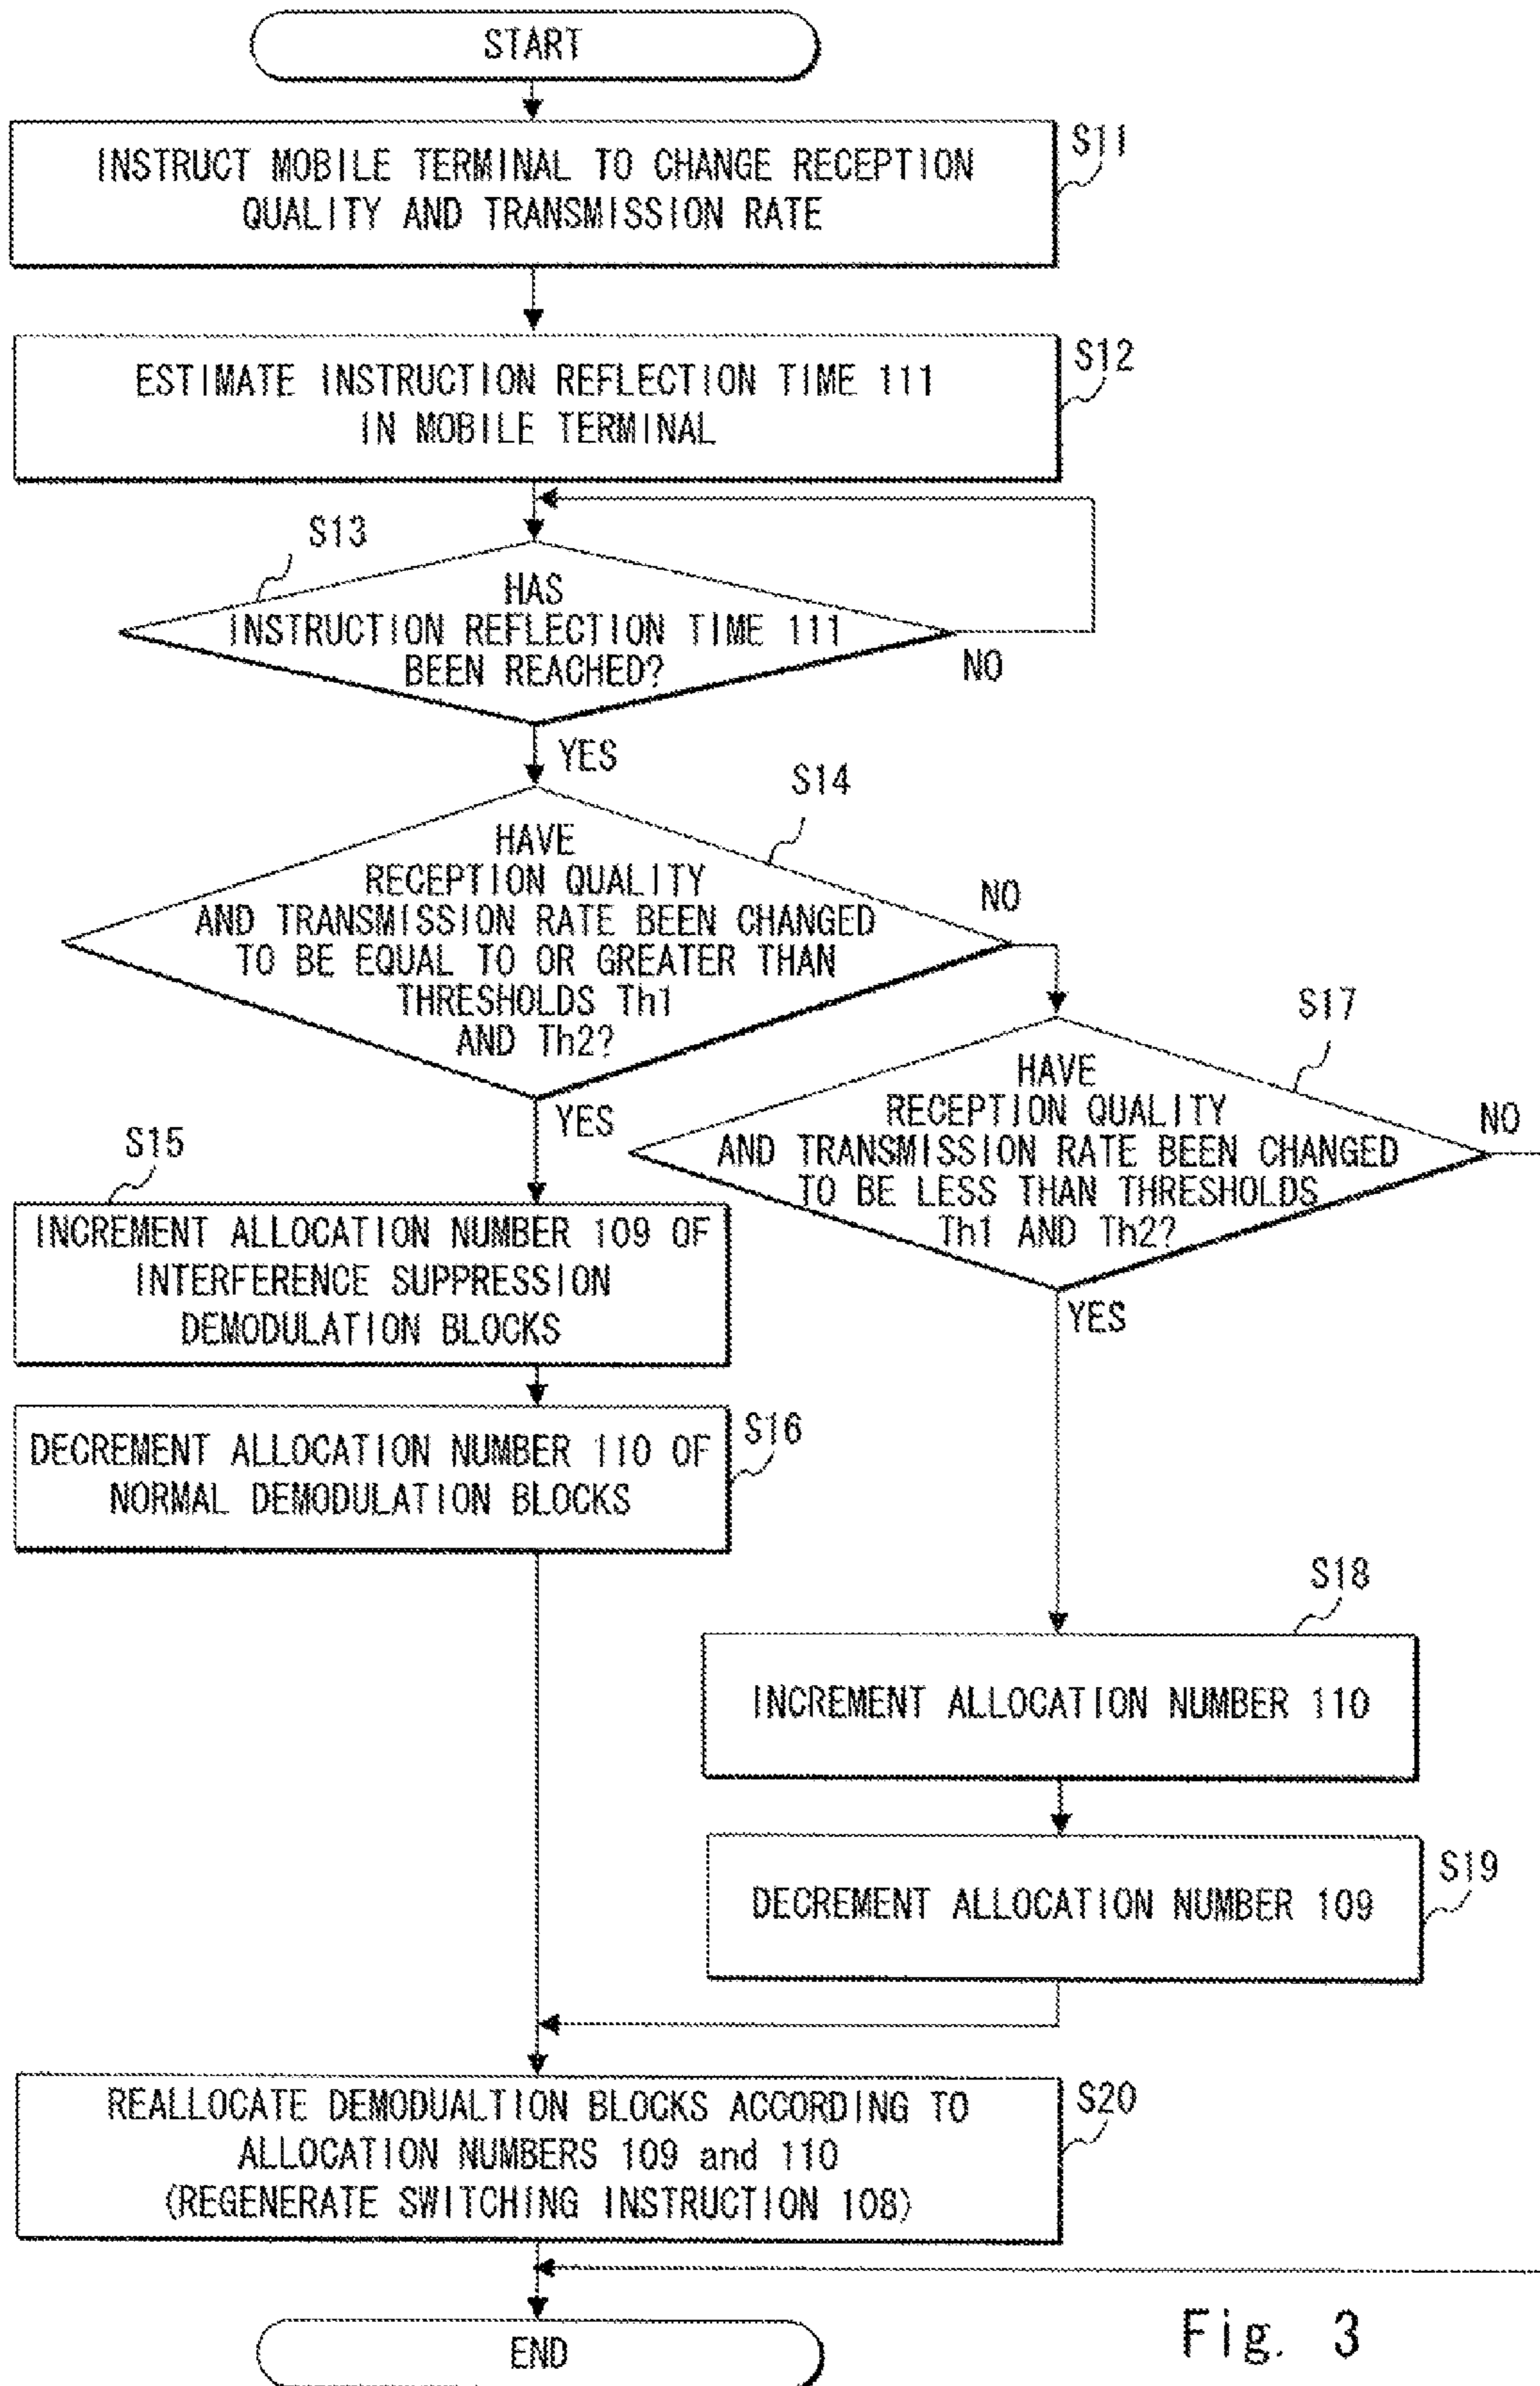 START
INSTRUCT MOBILE TERMINAL TO CHANGE RECEPTION
QUALITY AND TRANSMISSION RATE
S11
ESTIMATE INSTRUCTION REFLECTION TIME 111
IN MOBILE TERMINAL
S12
S13
HAS
INSTRUCTION REFLECTION TIME 111
BEEN REACHED?
NO
YES
S14
HAVE
RECEPTION QUALITY
AND TRANSMISSION RATE BEEN CHANGED
TO BE EQUAL TO OR GREATER THAN
THRESHOLDS Th1
AND Th2?
NO
YES
S17
HAVE
RECEPTION QUALITY
AND TRANSMISSION RATE BEEN CHANGED
TO BE LESS THAN THRESHOLDS
Th1 AND Th2?
NO
YES
S15
INCREMENT ALLOCATION NUMBER 109 OF
INTERFERENCE SUPPRESSION
DEMODULATION BLOCKS
DECREMENT ALLOCATION NUMBER 110 OF
NORMAL DEMODULATION BLOCKS
S16
S18
INCREMENT ALLOCATION NUMBER 110
DECREMENT ALLOCATION NUMBER 109
S19
REALLOCATE DEMODUALTION BLOCKS ACCORDING TO
ALLOCATION NUMBERS 109 and 110
(REGENERATE SWITCHING INSTRUCTION 108)
S20
END
Fig. 3